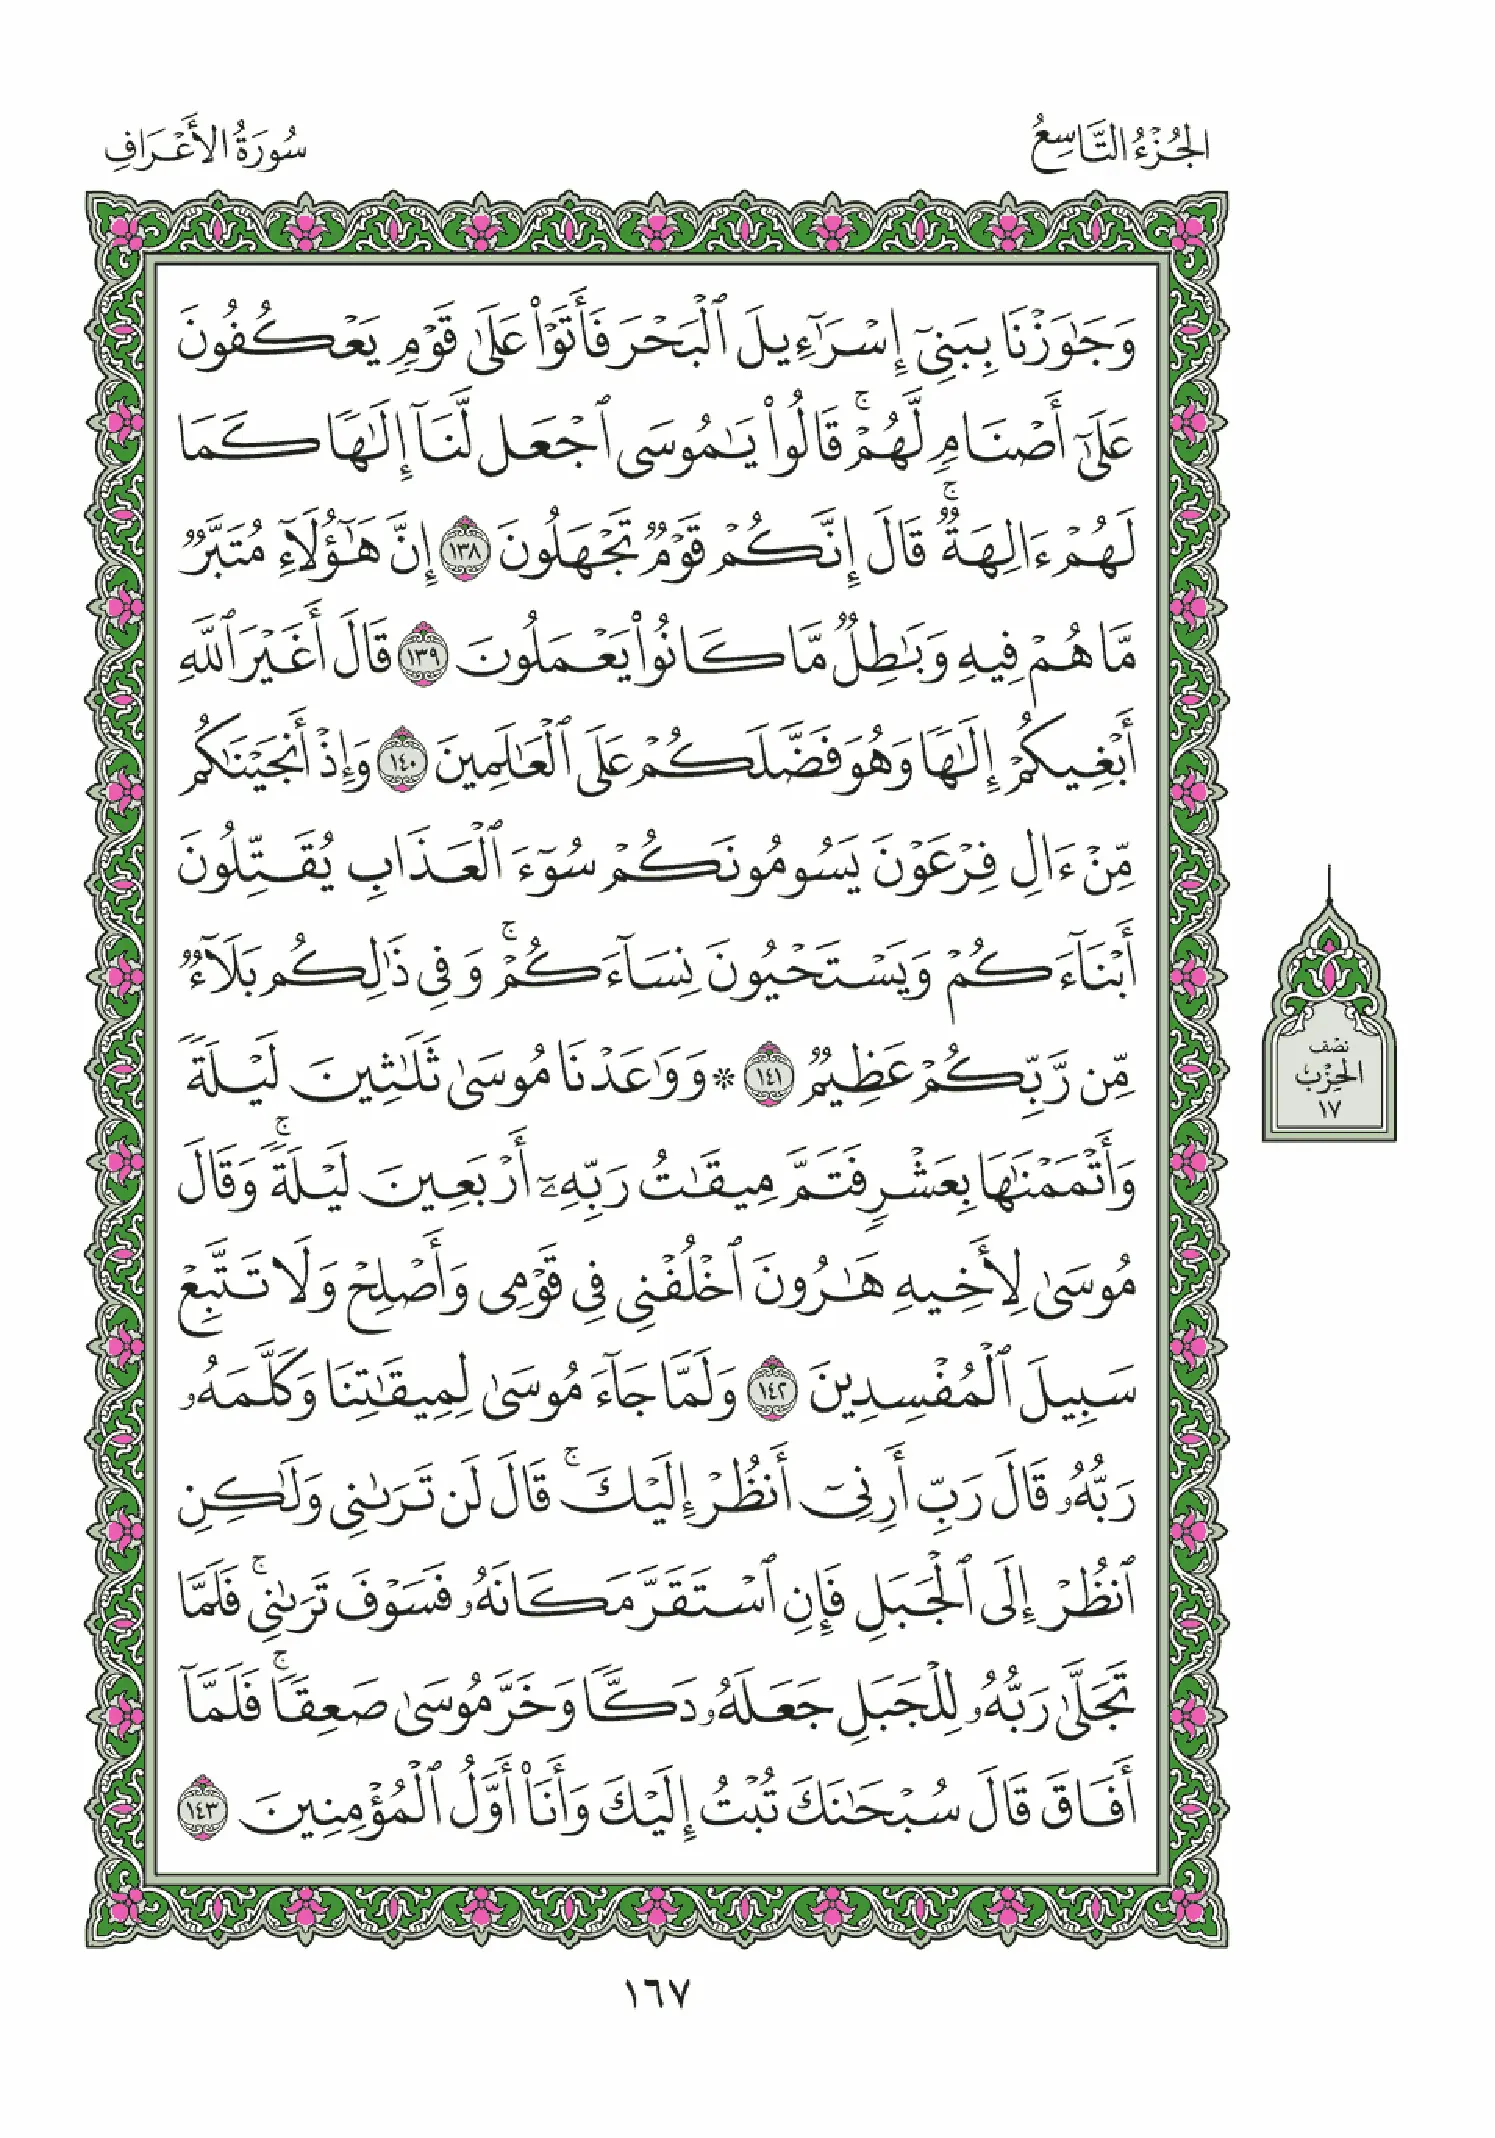 الجُزْءُ التَّاسِعُ
سُورَةُ الأَعْرَافِ
وَجَٰوَزْنَا بِبَنِىٓ إِسْرَٰٓءِيلَ ٱلْبَحْرَ فَأَتَوْا۟ عَلَىٰ قَوْمٍ يَعْكُفُونَ
عَلَىٰٓ أَصْنَامٍ لَّهُمْ ۚ قَالُوا۟ يَٰمُوسَى ٱجْعَل لَّنَآ إِلَٰهًا كَمَا
لَهُمْ ءَالِهَةٌ ۚ قَالَ إِنَّكُمْ قَوْمٌ تَجْهَلُونَ ١٣٨ إِنَّ هَٰٓؤُلَآءِ مُتَبَّرٌ
مَّا هُمْ فِيهِ وَبَٰطِلٌ مَّا كَانُوا۟ يَعْمَلُونَ ١٣٩ قَالَ أَغَيْرَ ٱللَّهِ
أَبْغِيكُمْ إِلَٰهًا وَهُوَ فَضَّلَكُمْ عَلَى ٱلْعَٰلَمِينَ ١٤٠ وَإِذْ أَنجَيْنَٰكُم
مِّنْ ءَالِ فِرْعَوْنَ يَسُومُونَكُمْ سُوٓءَ ٱلْعَذَابِ يُقَتِّلُونَ
أَبْنَآءَكُمْ وَيَسْتَحْيُونَ نِسَآءَكُمْ ۚ وَفِى ذَٰلِكُم بَلَآءٌ
مِّن رَّبِّكُمْ عَظِيمٌ ١٤١ ۞ وَوَٰعَدْنَا مُوسَىٰ ثَلَٰثِينَ لَيْلَةً
وَأَتْمَمْنَٰهَا بِعَشْرٍ فَتَمَّ مِيقَٰتُ رَبِّهِۦٓ أَرْبَعِينَ لَيْلَةً ۚ وَقَالَ
مُوسَىٰ لِأَخِيهِ هَٰرُونَ ٱخْلُفْنِى فِى قَوْمِى وَأَصْلِحْ وَلَا تَتَّبِعْ
سَبِيلَ ٱلْمُفْسِدِينَ ١٤٢ وَلَمَّا جَآءَ مُوسَىٰ لِمِيقَٰتِنَا وَكَلَّمَهُۥ
رَبُّهُۥ قَالَ رَبِّ أَرِنِىٓ أَنظُرْ إِلَيْكَ ۚ قَالَ لَن تَرَىٰنِى وَلَٰكِنِ
ٱنظُرْ إِلَى ٱلْجَبَلِ فَإِنِ ٱسْتَقَرَّ مَكَانَهُۥ فَسَوْفَ تَرَىٰنِى ۚ فَلَمَّا
تَجَلَّىٰ رَبُّهُۥ لِلْجَبَلِ جَعَلَهُۥ دَكًّا وَخَرَّ مُوسَىٰ صَعِقًا ۚ فَلَمَّآ
أَفَاقَ قَالَ سُبْحَٰنَكَ تُبْتُ إِلَيْكَ وَأَنَا۠ أَوَّلُ ٱلْمُؤْمِنِينَ ١٤٣
نصف
الحِزْب
١٧
١٦٧